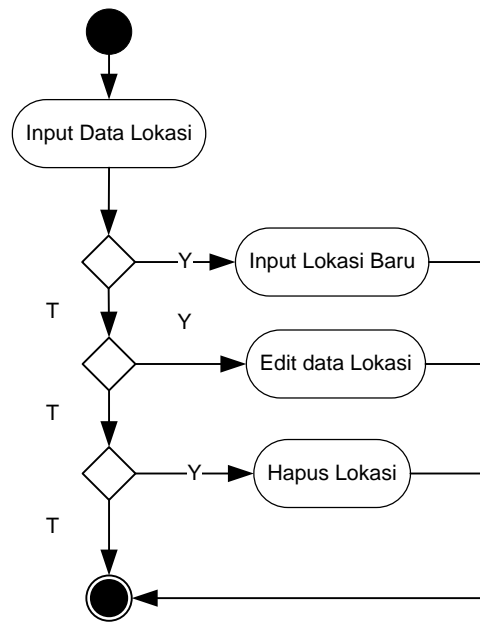 Input Data Lokasi
Y
Input Lokasi Baru
T
Y
Edit data Lokasi
T
Y
Hapus Lokasi
T